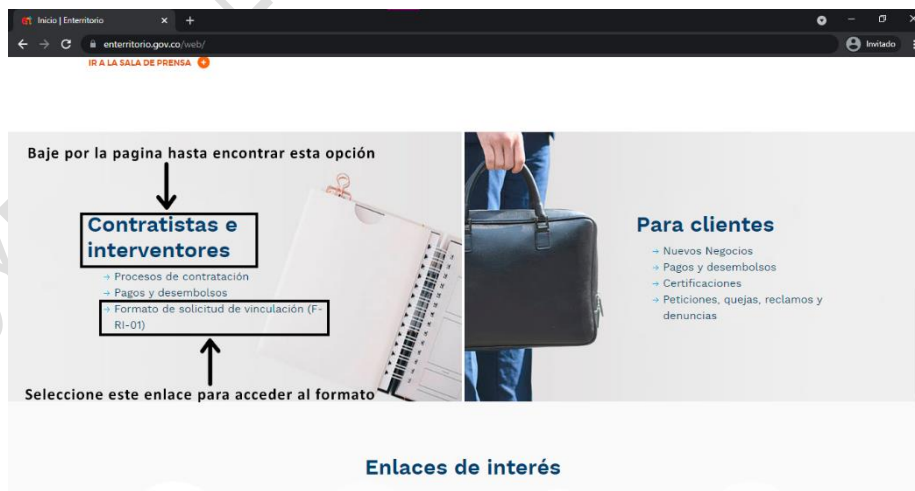 Inicio | Enterritorio
enterritorio.gov.co/web/
Invitado
IR A LA SALA DE PRENSA
Baje por la pagina hasta encontrar esta opción
Contratistas e
interventores
→ Procesos de contratación
→ Pagos y desembolsos
→ Formato de solicitud de vinculación (F-
RI-01)
Seleccione este enlace para acceder al formato
Para clientes
→ Nuevos Negocios
→ Pagos y desembolsos
→ Certificaciones
→ Peticiones, quejas, reclamos y
denuncias
Enlaces de interés